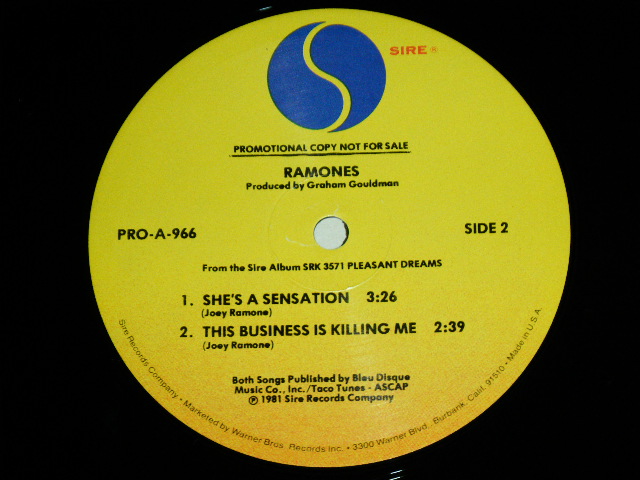 SIRE ®
PROMOTIONAL COPY NOT FOR SALE
RAMONES
Produced by Graham Gouldman
PRO-A-966
SIDE 2
From the Sire Album SRK 3571 PLEASANT DREAMS
1. SHE'S A SENSATION 3:26
(Joey Ramone)
2. THIS BUSINESS IS KILLING ME 2:39
(Joey Ramone)
Both Songs Published by Bleu Disque
Music Co., Inc./Taco Tunes - ASCAP
℗ 1981 Sire Records Company
Sire Records Company • Marketed by Warner Bros. Records Inc. • 3300 Warner Blvd., Burbank, Calif. 91510 • Made in U.S.A.